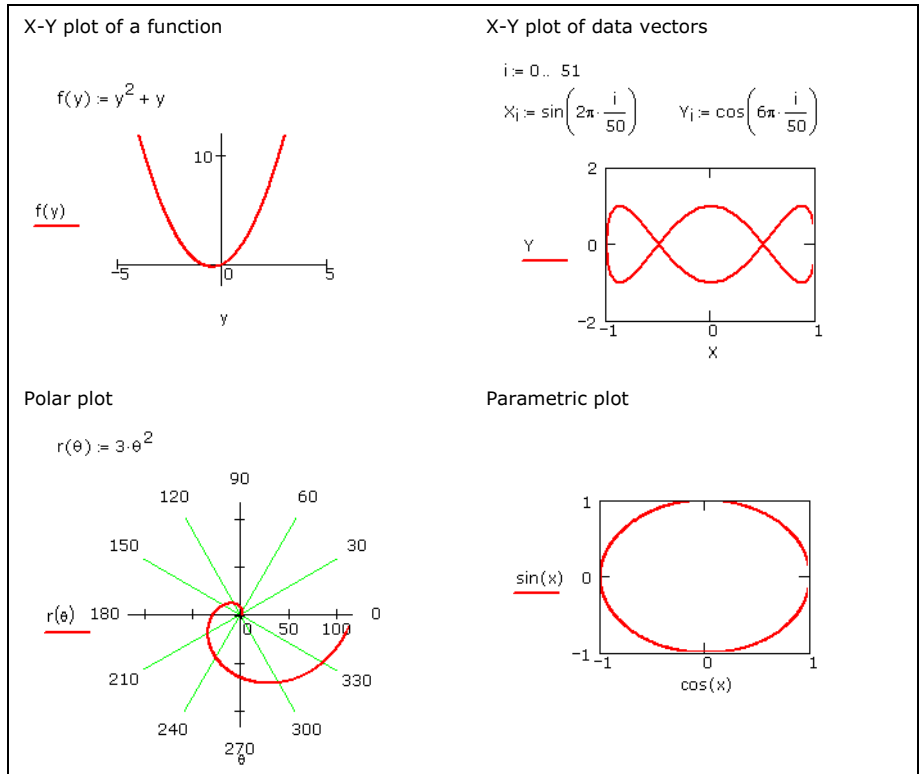 X-Y plot of a function
f(y) := y² + y
10
f(y)
-5
0
5
y
X-Y plot of data vectors
i := 0.. 51
Xᵢ := sin(2π· i/50) Yᵢ := cos(6π· i/50)
2
Y
0
-2
-1
0
1
X
Polar plot
r(θ) := 3·θ²
90
120
60
150
30
r(θ)
180
0
50
100
0
210
330
240
300
270
θ
Parametric plot
1
sin(x)
0
-1
-1
0
1
cos(x)